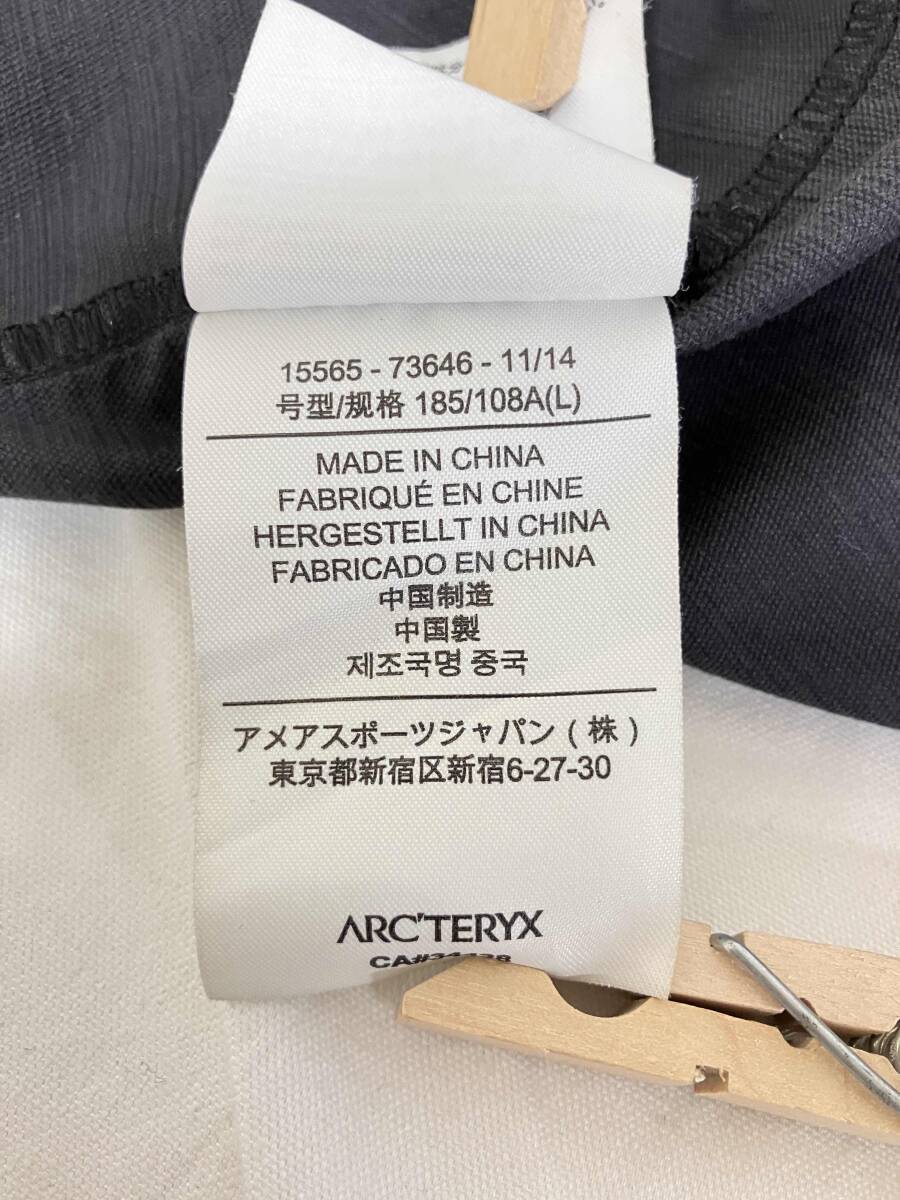 15565 - 73646 - 11/14
号型/规格 185/108A(L)
MADE IN CHINA
FABRIQUÉ EN CHINE
HERGESTELLT IN CHINA
FABRICADO EN CHINA
中国制造
中国製
제조국명 중국
アメアスポーツジャパン(株)
東京都新宿区新宿6-27-30
ARC'TERYX